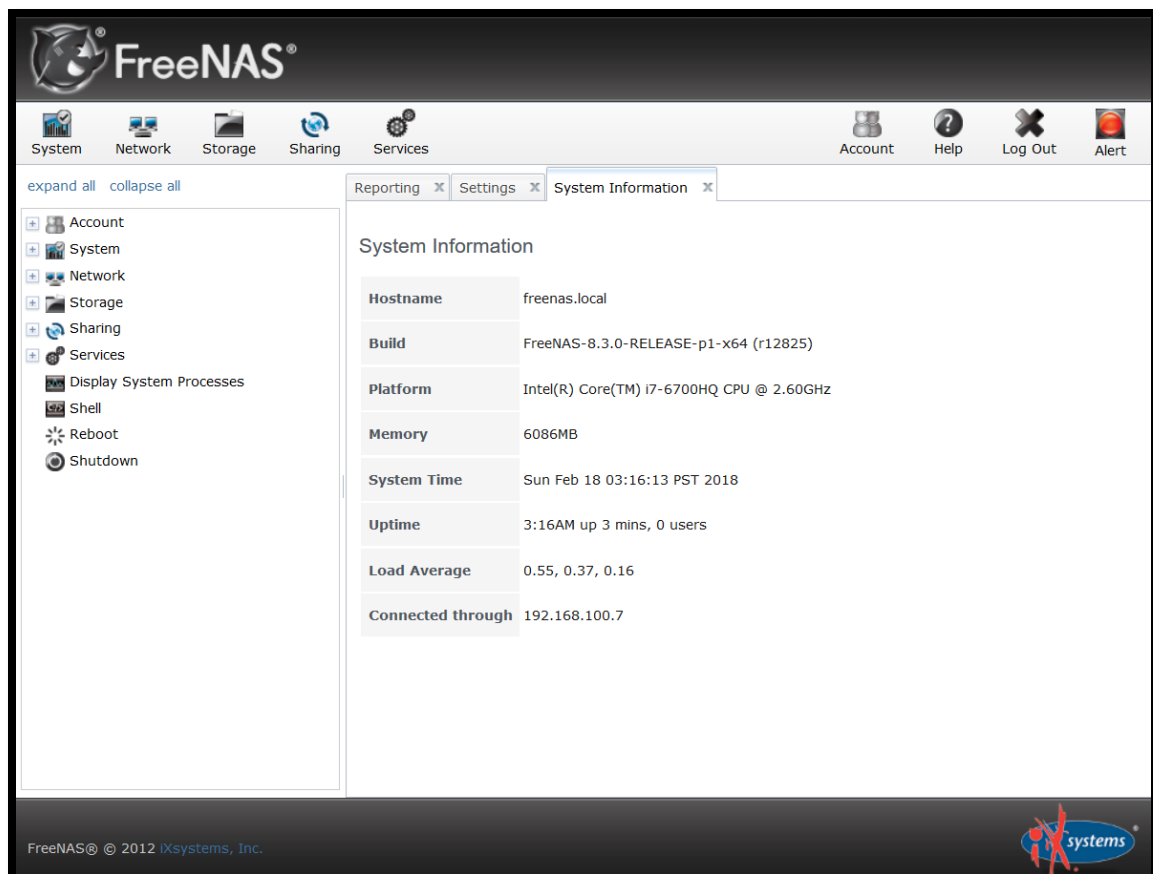 FreeNAS®
System Network Storage Sharing Services Account Help Log Out Alert
expand all collapse all
Reporting X Settings X System Information X
Account
System
Network
Storage
Sharing
Services
Display System Processes
Shell
Reboot
Shutdown
System Information
Hostname freenas.local
Build FreeNAS-8.3.0-RELEASE-p1-x64 (r12825)
Platform Intel(R) Core(TM) i7-6700HQ CPU @ 2.60GHz
Memory 6086MB
System Time Sun Feb 18 03:16:13 PST 2018
Uptime 3:16AM up 3 mins, 0 users
Load Average 0.55, 0.37, 0.16
Connected through 192.168.100.7
FreeNAS® © 2012 iXsystems, Inc.
iXsystems